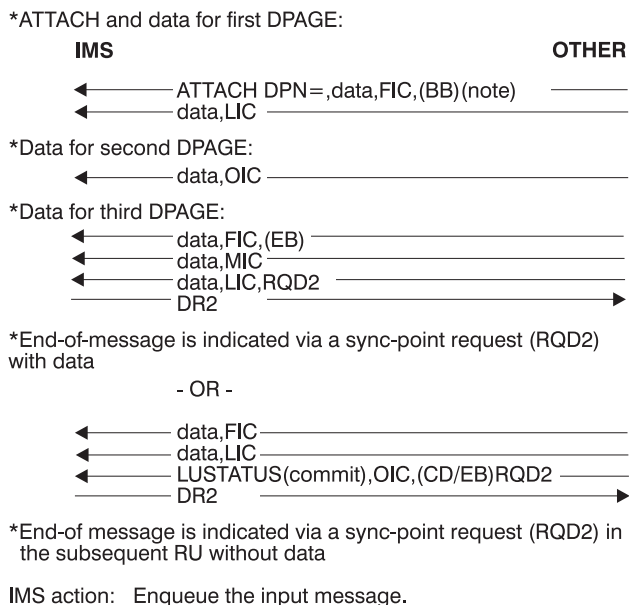 *ATTACH and data for first DPAGE:
IMS OTHER
ATTACH DPN=,data,FIC,(BB)(note)
data,LIC
*Data for second DPAGE:
data,OIC
*Data for third DPAGE:
data,FIC,(EB)
data,MIC
data,LIC,RQD2
DR2
*End-of-message is indicated via a sync-point request (RQD2)
with data
- OR -
data,FIC
data,LIC
LUSTATUS(commit),OIC,(CD/EB)RQD2
DR2
*End-of message is indicated via a sync-point request (RQD2) in
the subsequent RU without data
IMS action: Enqueue the input message.